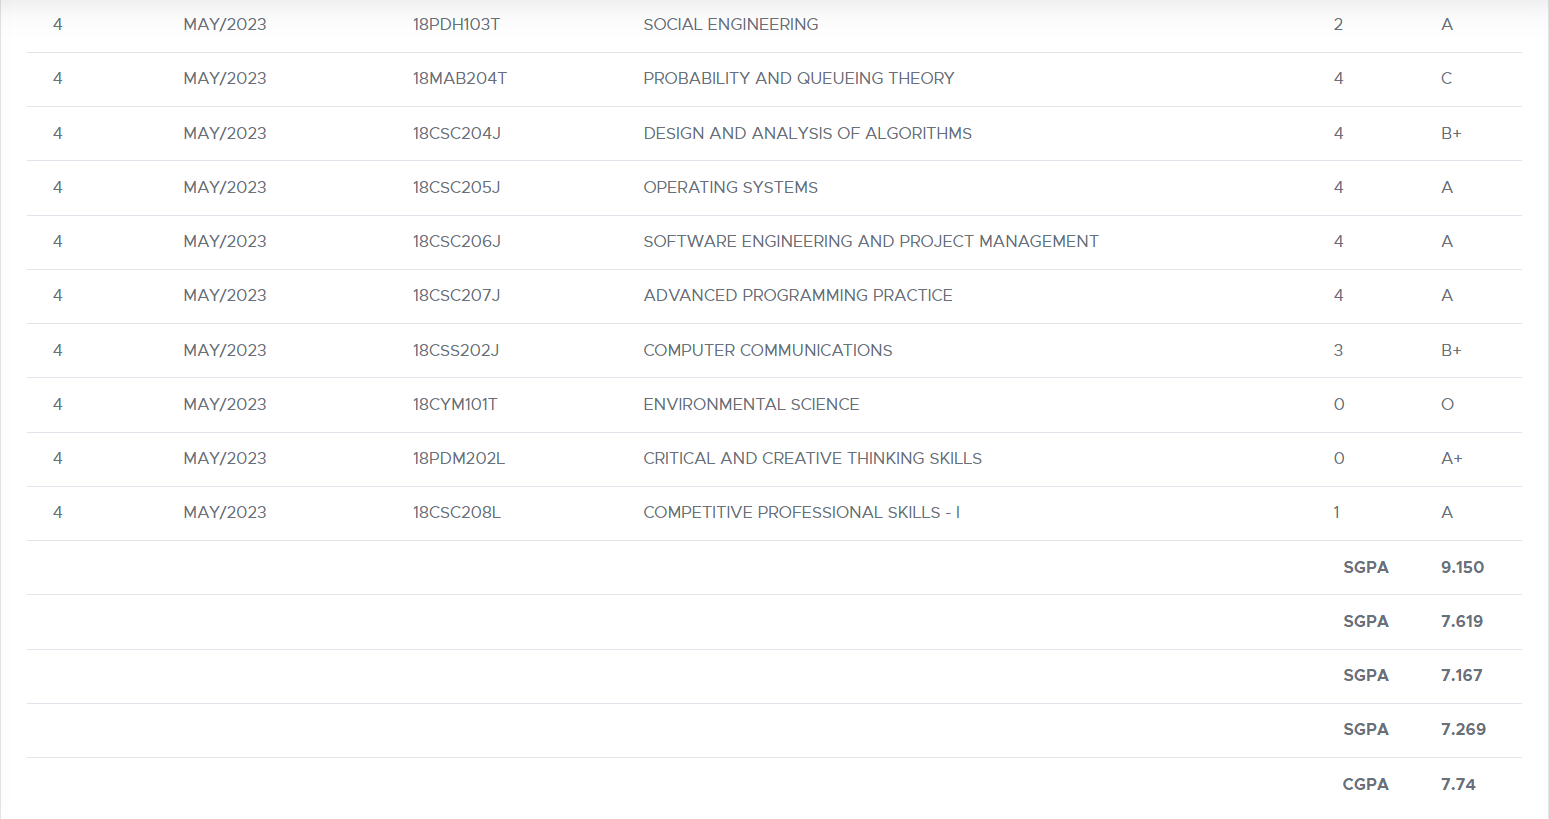 4 MAY/2023 18PDH103T SOCIAL ENGINEERING 2 A
4 MAY/2023 18MAB204T PROBABILITY AND QUEUEING THEORY 4 C
4 MAY/2023 18CSC204J DESIGN AND ANALYSIS OF ALGORITHMS 4 B+
4 MAY/2023 18CSC205J OPERATING SYSTEMS 4 A
4 MAY/2023 18CSC206J SOFTWARE ENGINEERING AND PROJECT MANAGEMENT 4 A
4 MAY/2023 18CSC207J ADVANCED PROGRAMMING PRACTICE 4 A
4 MAY/2023 18CSS202J COMPUTER COMMUNICATIONS 3 B+
4 MAY/2023 18CYM101T ENVIRONMENTAL SCIENCE 0 O
4 MAY/2023 18PDM202L CRITICAL AND CREATIVE THINKING SKILLS 0 A+
4 MAY/2023 18CSC208L COMPETITIVE PROFESSIONAL SKILLS - I 1 A
SGPA 9.150
SGPA 7.619
SGPA 7.167
SGPA 7.269
CGPA 7.74